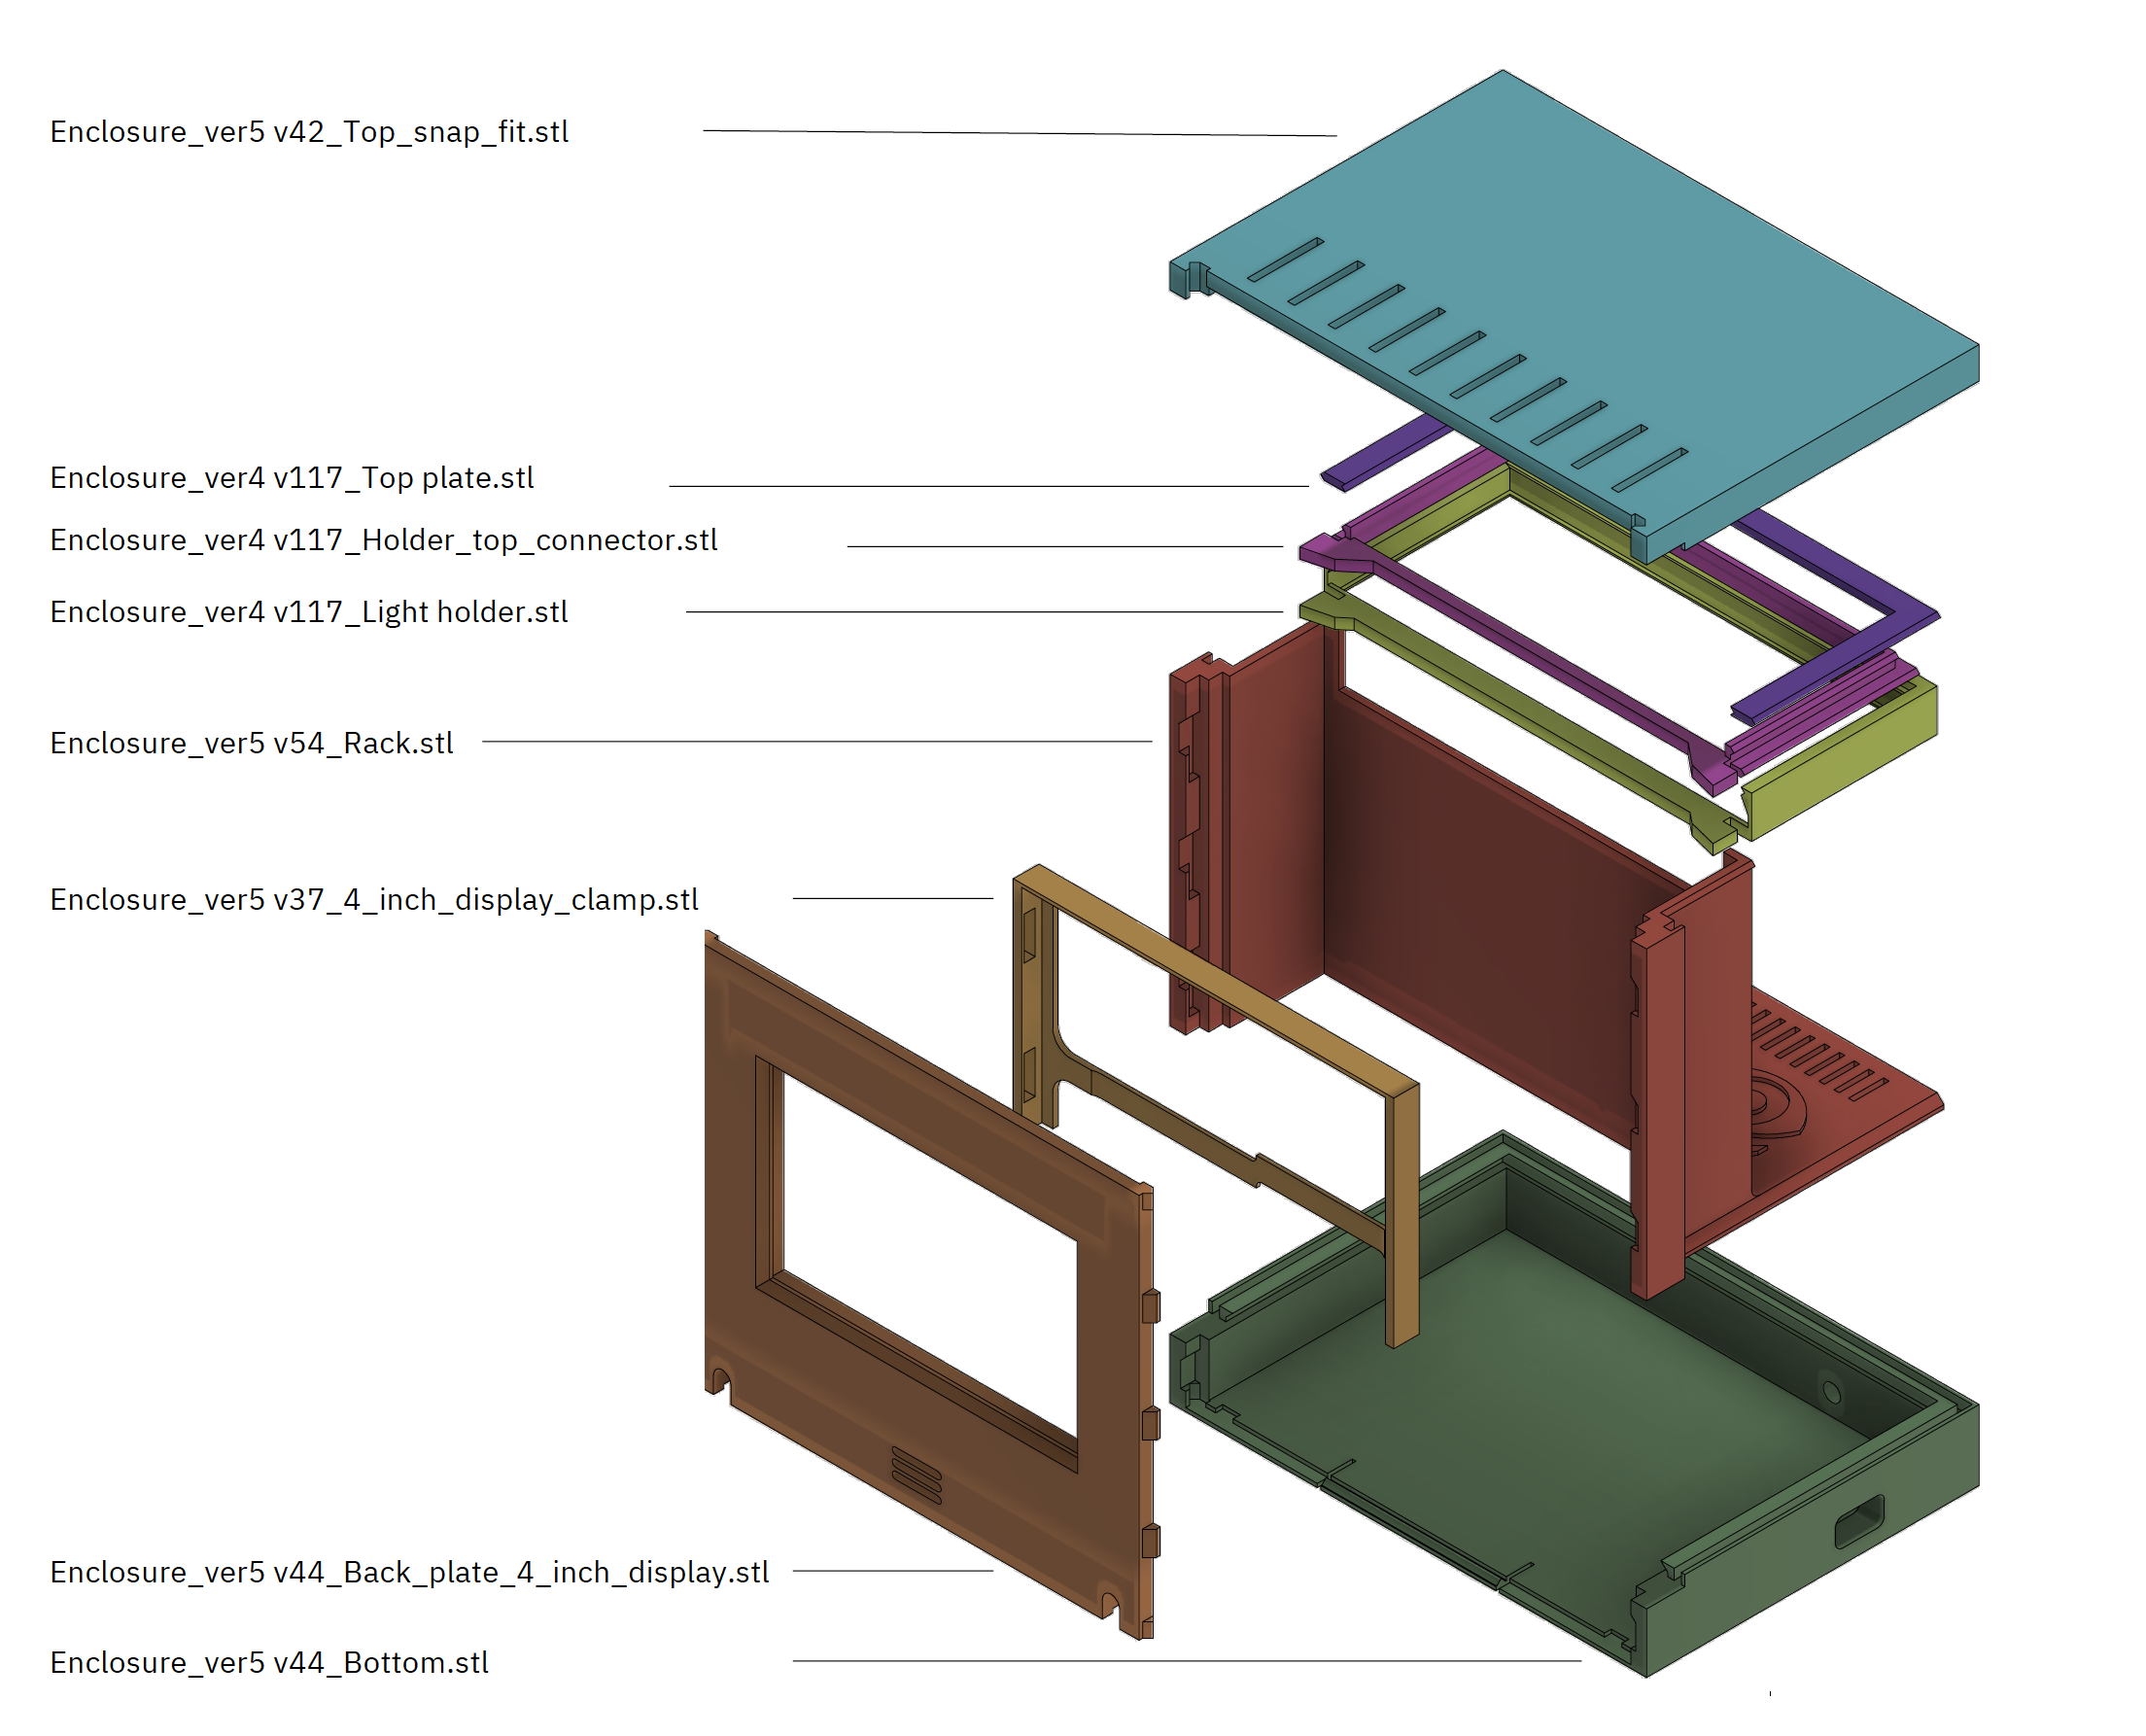 Enclosure_ver5 v42_Top_snap_fit.stl
Enclosure_ver4 v117_Top plate.stl
Enclosure_ver4 v117_Holder_top_connector.stl
Enclosure_ver4 v117_Light holder.stl
Enclosure_ver5 v54_Rack.stl
Enclosure_ver5 v37_4_inch_display_clamp.stl
Enclosure_ver5 v44_Back_plate_4_inch_display.stl
Enclosure_ver5 v44_Bottom.stl